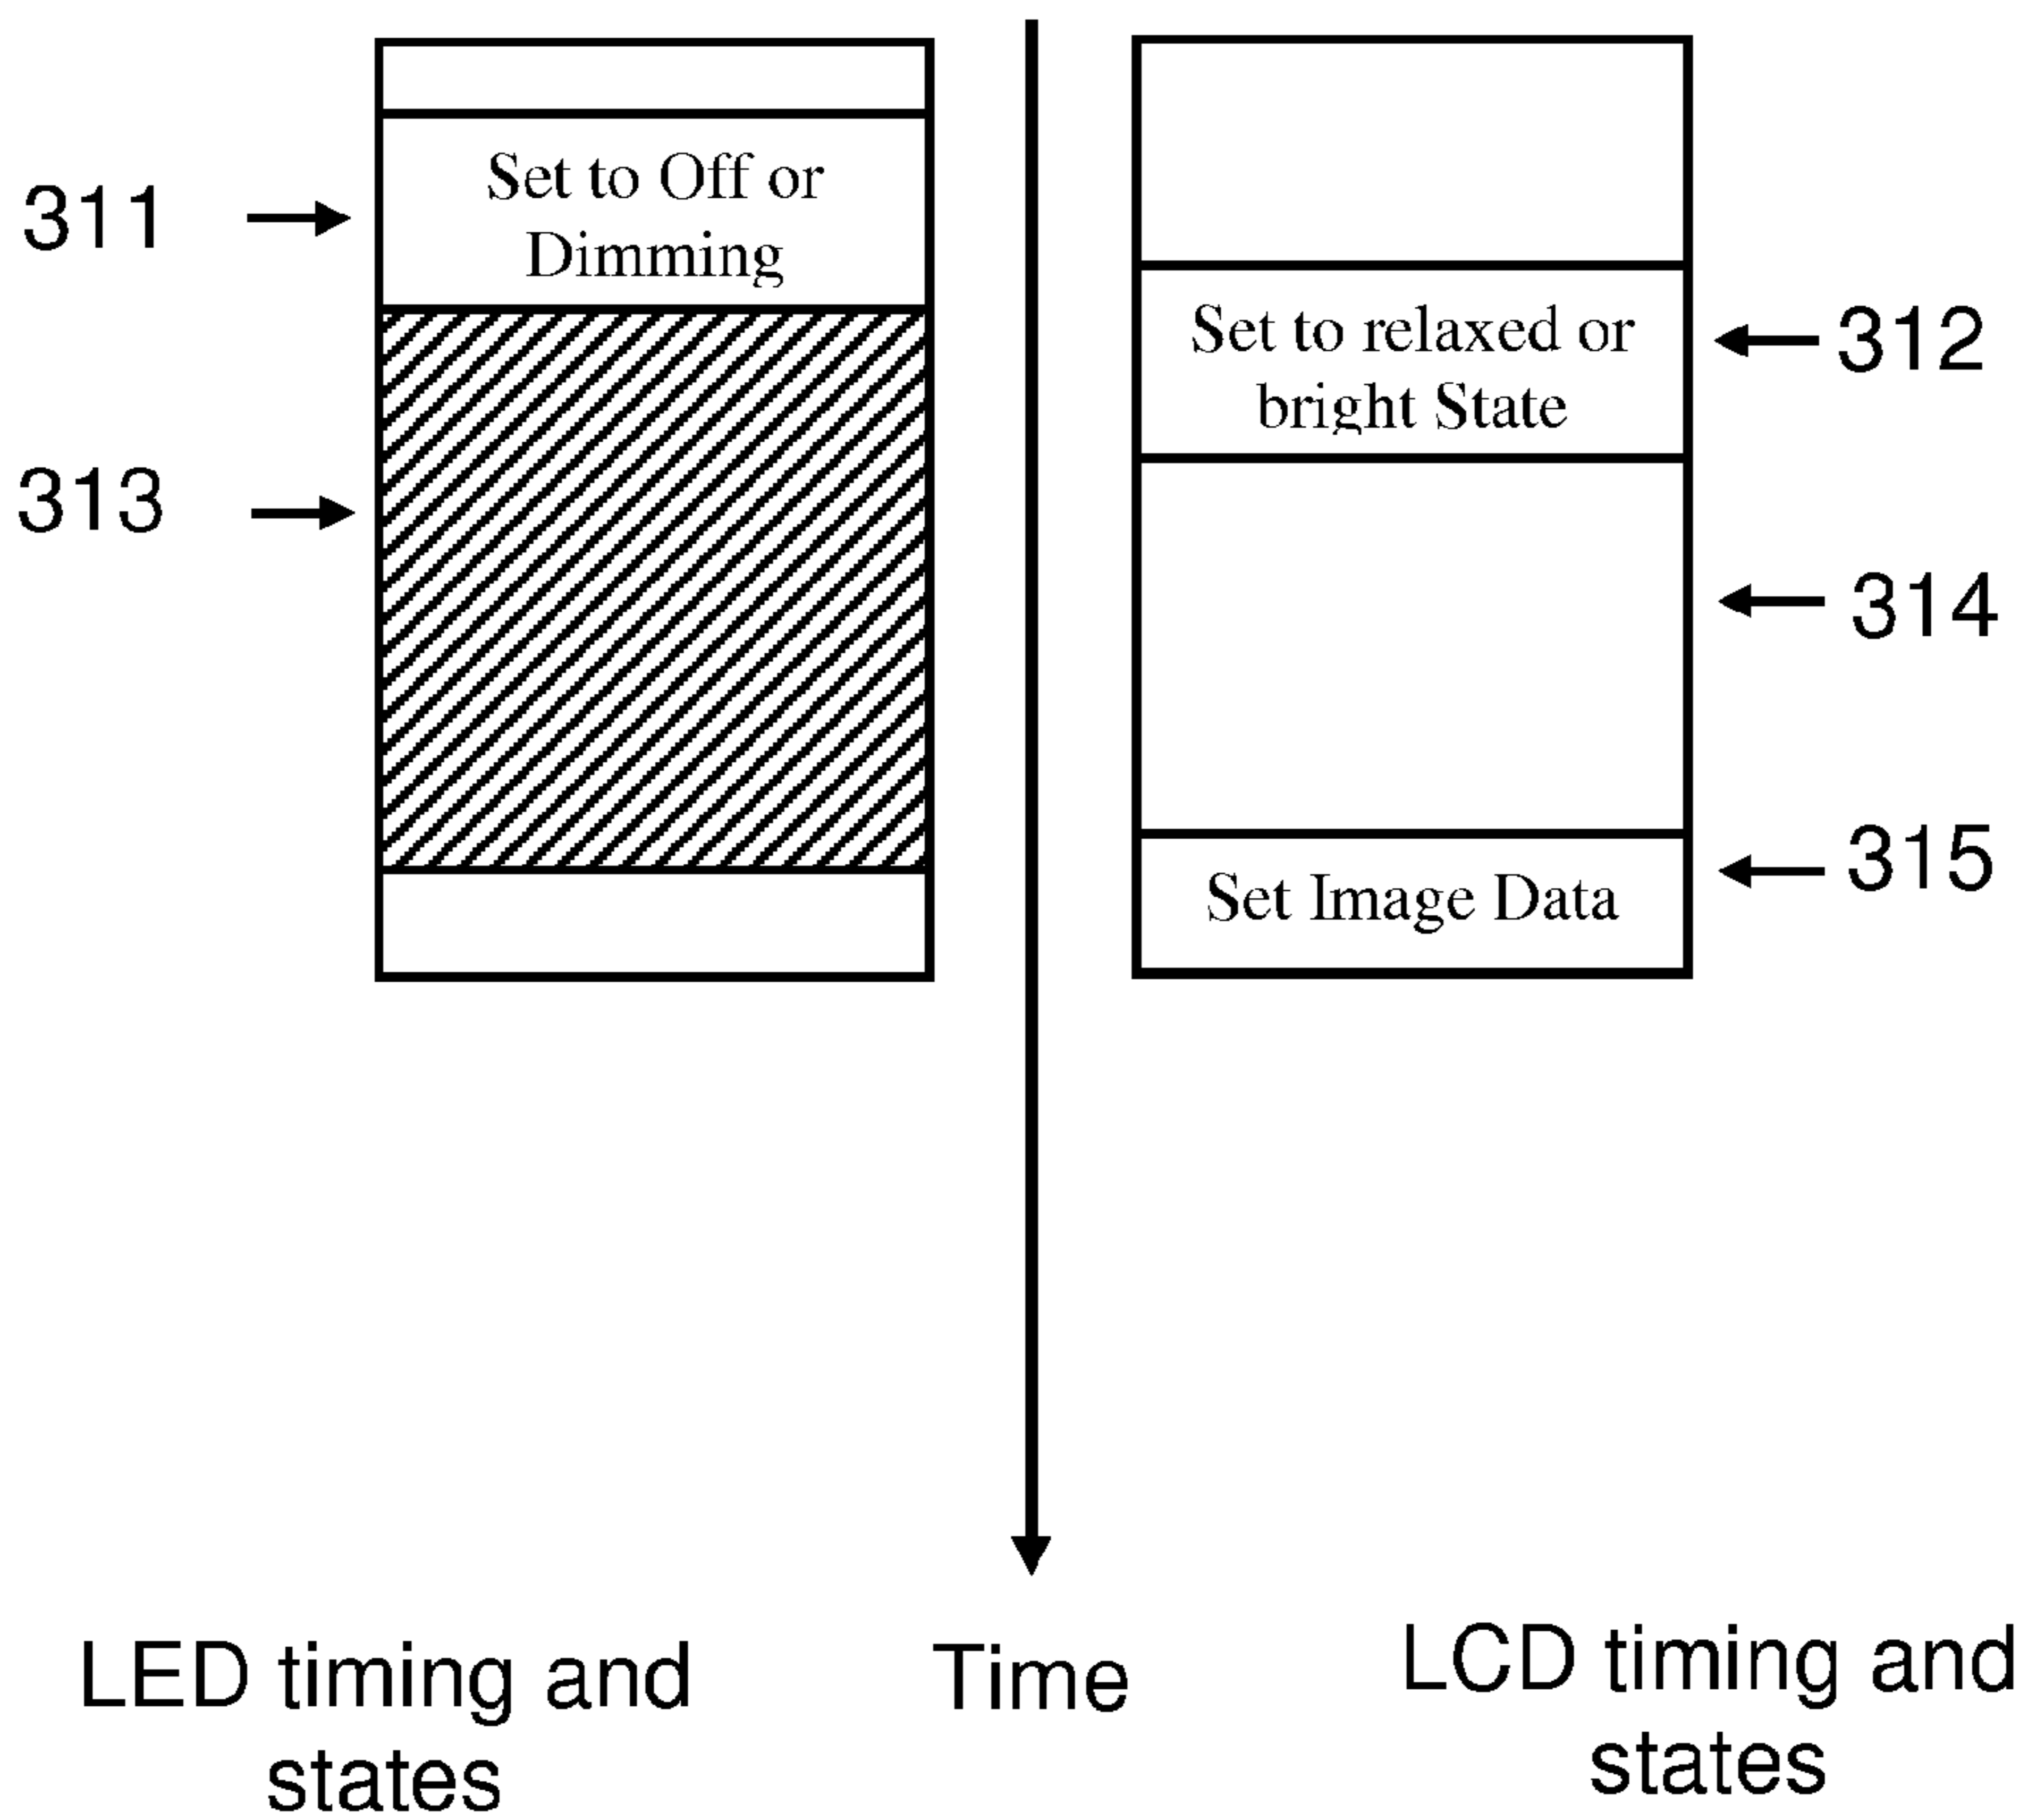 Set to Off or
Dimming
311
Set to relaxed or
bright State
312
313
314
Set Image Data
315
LED timing and
states
Time
LCD timing and
states